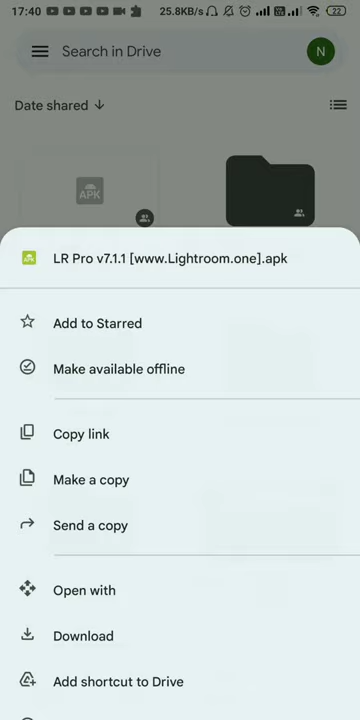 17:40 25.8KB/s 22
Search in Drive N
Date shared
APK
APK LR Pro v7.1.1 [www.Lightroom.one].apk
Add to Starred
Make available offline
Copy link
Make a copy
Send a copy
Open with
Download
Add shortcut to Drive